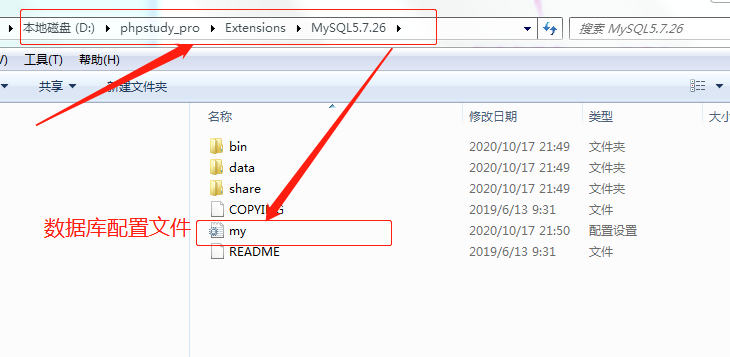 本地磁盘 (D:) phpstudy_pro Extensions MySQL5.7.26 搜索 MySQL5.7.26
V) 工具(T) 帮助(H)
共享 新建文件夹
名称 修改日期 类型 大小
bin 2020/10/17 21:49 文件夹
data 2020/10/17 21:49 文件夹
share 2020/10/17 21:49 文件夹
COPYING 2019/6/13 9:31 文件
数据库配置文件 my 2020/10/17 21:50 配置设置
README 2019/6/13 9:31 文件